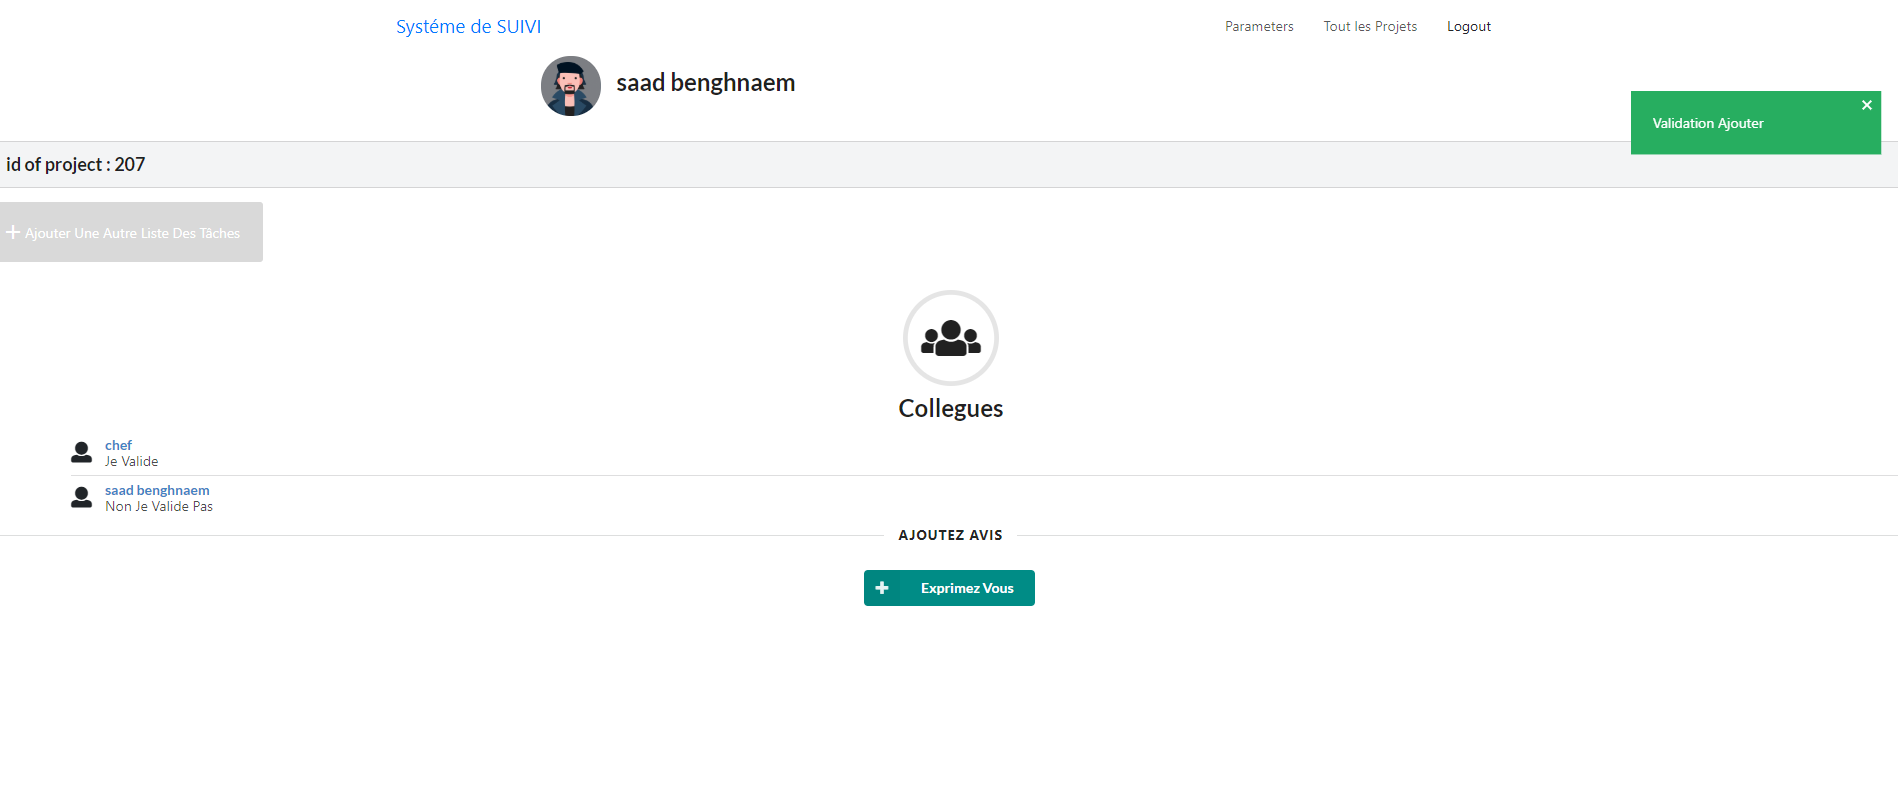 Systéme de SUIVI
Parameters
Tout les Projets
Logout
saad benghnaem
Validation Ajouter
id of project : 207
Ajouter Une Autre Liste Des Tâches
Collegues
chef
Je Valide
saad benghnaem
Non Je Valide Pas
AJOUTEZ AVIS
Exprimez Vous